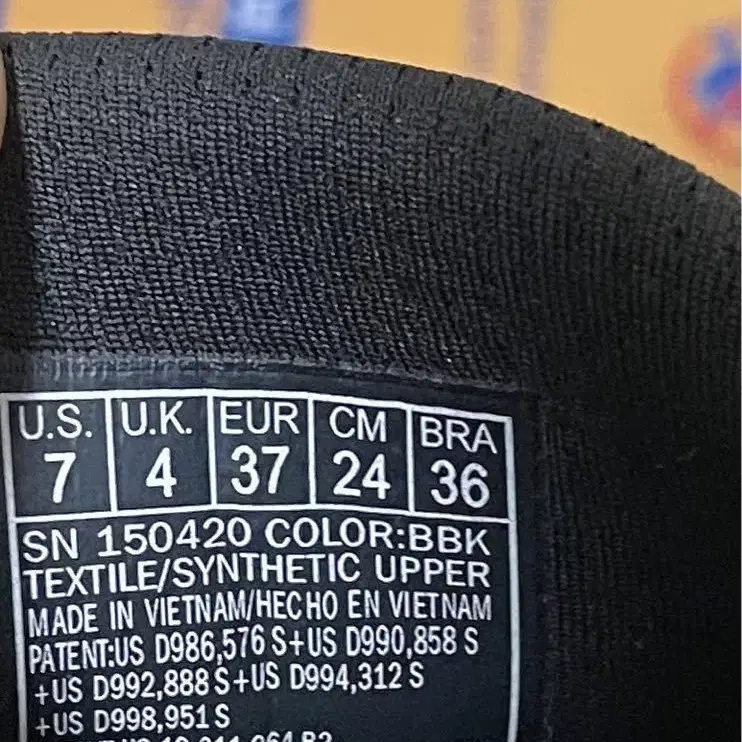 U.S. U.K. EUR CM BRA
7 4 37 24 36
SN 150420 COLOR:BBK
TEXTILE/SYNTHETIC UPPER
MADE IN VIETNAM/HECHO EN VIETNAM
PATENT:US D986,576 S+US D990,858 S
+US D992,888 S+US D994,312 S
+US D998,951 S